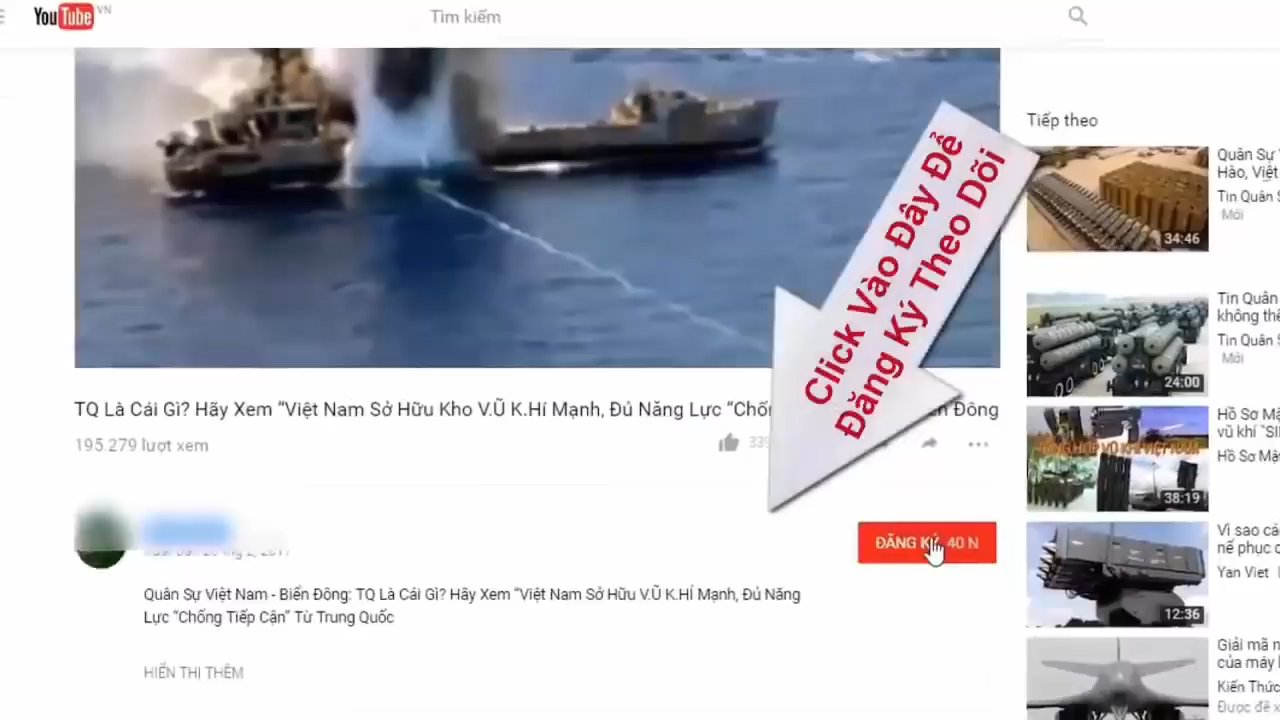 YouTube VN
Tìm kiếm
Click Vào Đây Để
Đăng Ký Theo Dõi
Tiếp theo
TQ Là Cái Gì? Hãy Xem “Việt Nam Sở Hữu Kho V.Ũ K.Hí Mạnh, Đủ Năng Lực “Chốn Đông
195.279 lượt xem
ĐĂNG KÝ 40 N
Quân Sự Việt Nam - Biển Đông: TQ Là Cái Gì? Hãy Xem “Việt Nam Sở Hữu V.Ũ K.HÍ Mạnh, Đủ Năng
Lực “Chống Tiếp Cận” Từ Trung Quốc
HIỂN THỊ THÊM
Quân Sự
Hào, Việt
Tin Quân S
Mới
34:46
Tin Quân
không thể
Tin Quân S
Mới
24:00
Hồ Sơ Mậ
vũ khí “SI
Hồ Sơ Mậ
38:19
Vì sao cá
nể phục
Yan Viet
12:36
Giải mã n
của máy
Kiến Thức
Được đề x